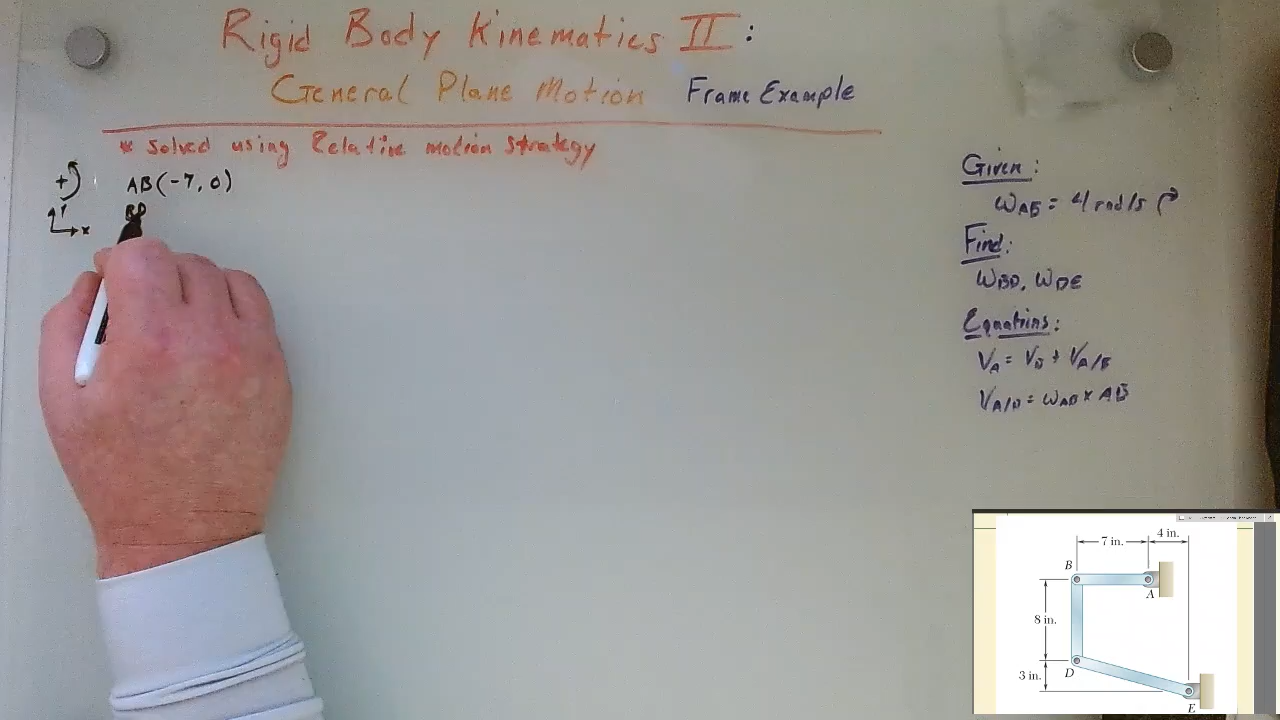 Rigid Body Kinematics II:
General Plane Motion Frame Example
* Solved using Relative motion strategy
+
AB(-7, 0)
Y
x
BD
Given:
ωAB = 4 rad/s
Find:
ωBD, ωDE
Equations:
VA = VB + VA/B
VA/B = ωAB × AB
7 in.
4 in.
B
A
8 in.
D
3 in.
E